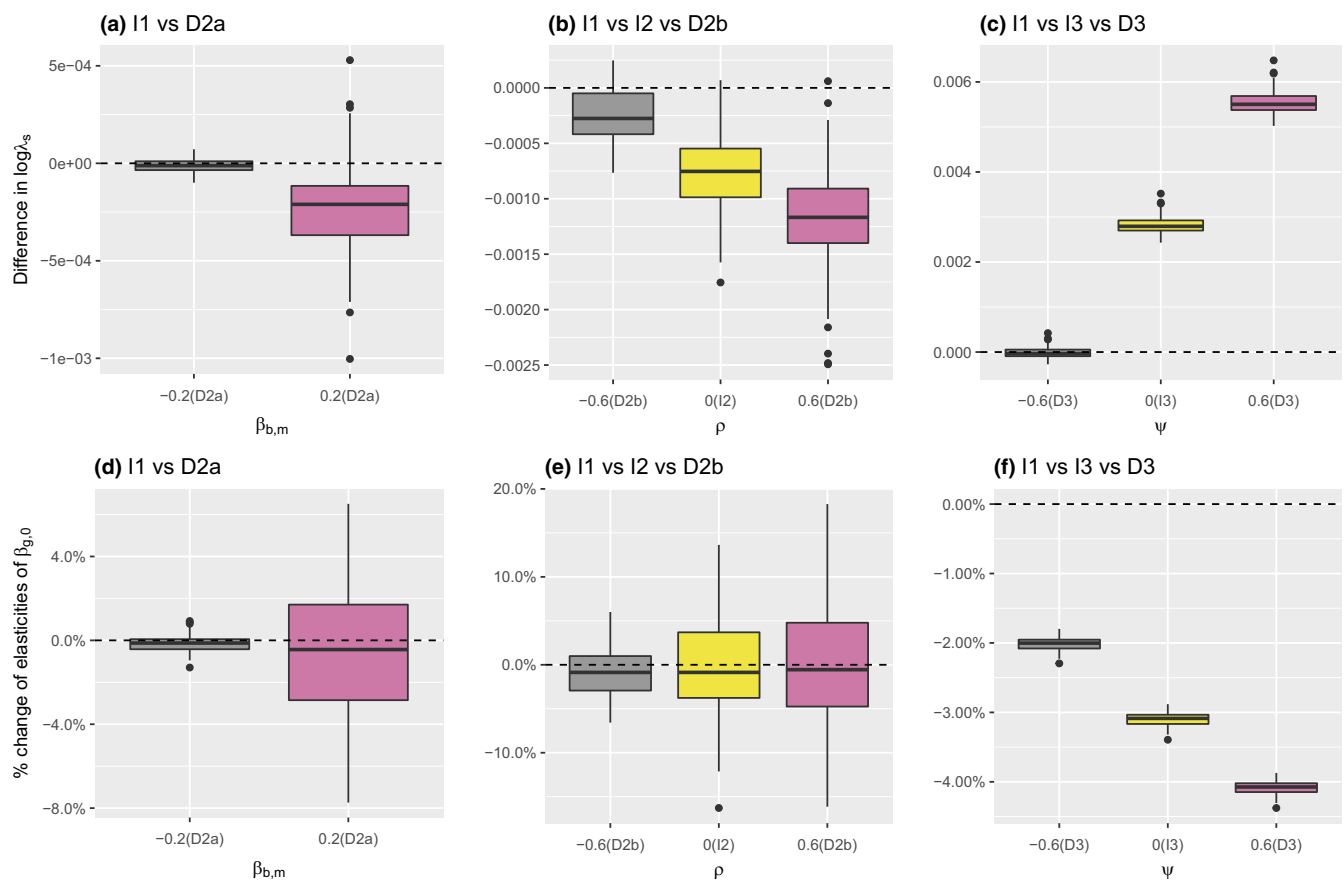 (a) I1 vs D2a
Difference in logλs
5e−04
0e+00
−5e−04
−1e−03
−0.2(D2a)
0.2(D2a)
βb,m
(b) I1 vs I2 vs D2b
0.0000
−0.0005
−0.0010
−0.0015
−0.0020
−0.0025
−0.6(D2b)
0(I2)
0.6(D2b)
ρ
(c) I1 vs I3 vs D3
0.006
0.004
0.002
0.000
−0.6(D3)
0(I3)
0.6(D3)
ψ
(d) I1 vs D2a
% change of elasticities of βg,0
4.0%
0.0%
−4.0%
−8.0%
−0.2(D2a)
0.2(D2a)
βb,m
(e) I1 vs I2 vs D2b
20.0%
10.0%
0.0%
−10.0%
−0.6(D2b)
0(I2)
0.6(D2b)
ρ
(f) I1 vs I3 vs D3
0.00%
−1.00%
−2.00%
−3.00%
−4.00%
−0.6(D3)
0(I3)
0.6(D3)
ψ